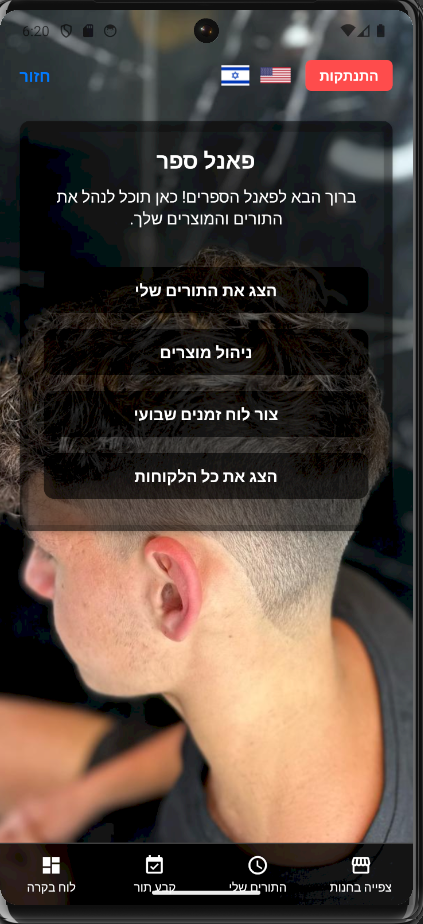 6:20
התנתקות
חזור
פאנל ספר
ברוך הבא לפאנל הספרים! כאן תוכל לנהל את
התורים והמוצרים שלך.
הצג את התורים שלי
ניהול מוצרים
צור לוח זמנים שבועי
הצג את כל הלקוחות
צפייה בחנות
התורים שלי
קבע תור
לוח בקרה